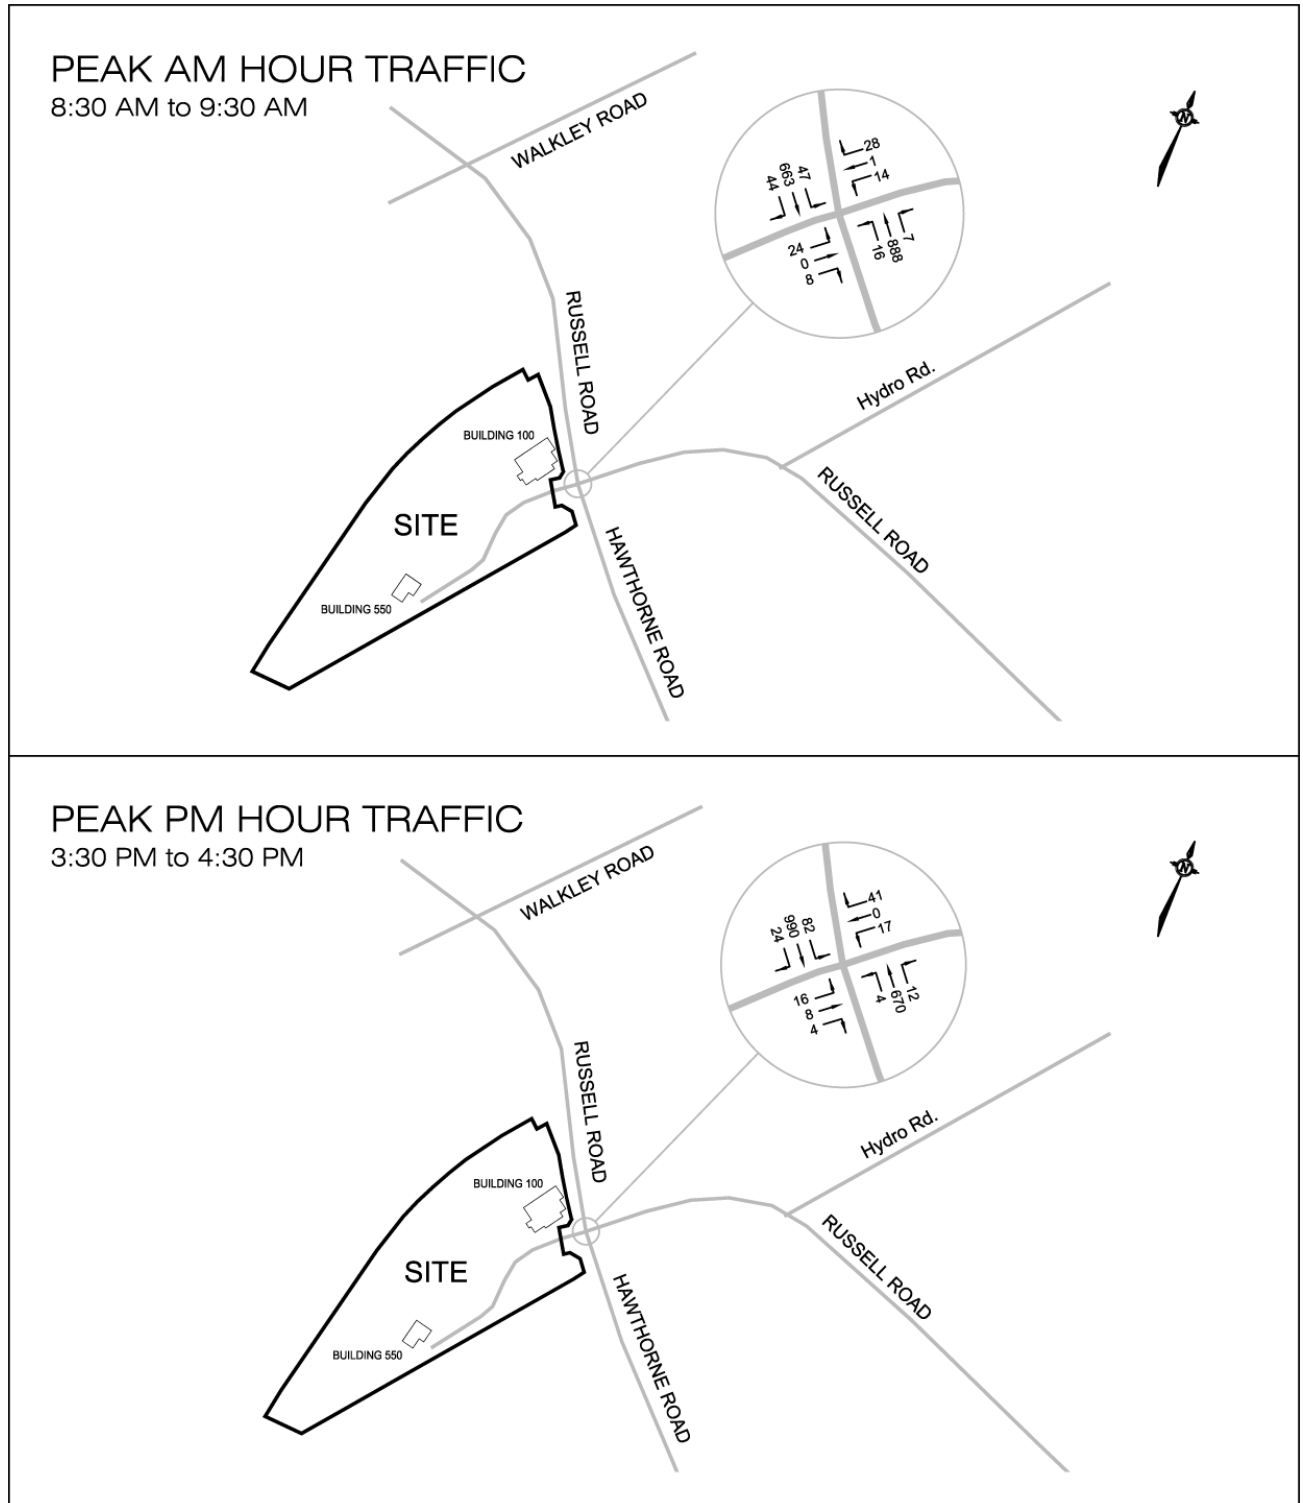 PEAK AM HOUR TRAFFIC
8:30 AM to 9:30 AM
WALKLEY ROAD
N
28
1
14
44
663
47
24
0
8
16
888
7
RUSSELL ROAD
Hydro Rd.
BUILDING 100
RUSSELL ROAD
SITE
HAWTHORNE ROAD
BUILDING 550
PEAK PM HOUR TRAFFIC
3:30 PM to 4:30 PM
WALKLEY ROAD
N
41
0
17
24
990
82
16
8
4
4
670
12
RUSSELL ROAD
Hydro Rd.
BUILDING 100
RUSSELL ROAD
SITE
HAWTHORNE ROAD
BUILDING 550